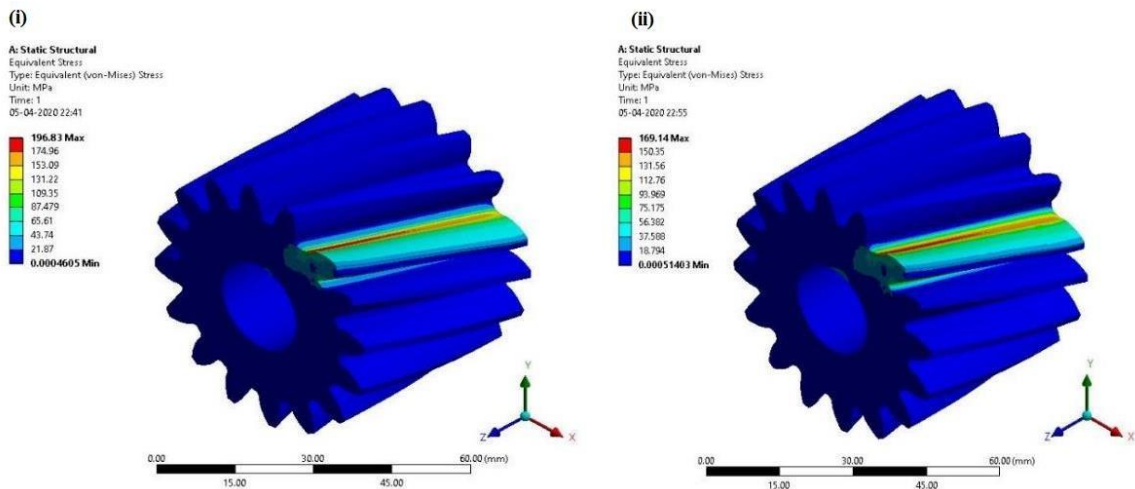 (i)
A: Static Structural
Equivalent Stress
Type: Equivalent (von-Mises) Stress
Unit: MPa
Time: 1
05-04-2020 22:41
196.83 Max
174.96
153.09
131.22
109.35
87.479
65.61
43.74
21.87
0.0004605 Min
Y
Z
X
0.00
30.00
60.00 (mm)
15.00
45.00
(ii)
A: Static Structural
Equivalent Stress
Type: Equivalent (von-Mises) Stress
Unit: MPa
Time: 1
05-04-2020 22:55
169.14 Max
150.35
131.56
112.76
93.969
75.175
56.382
37.588
18.794
0.00051403 Min
Y
Z
X
0.00
30.00
60.00 (mm)
15.00
45.00